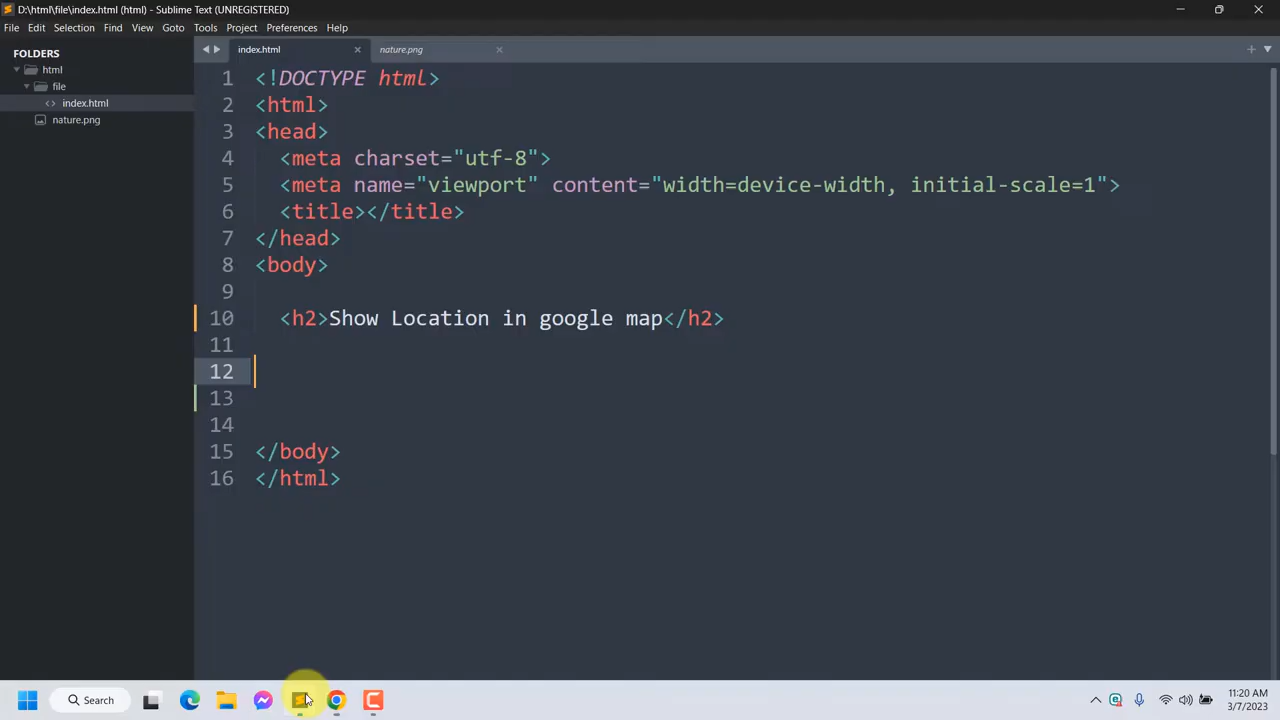 D:\html\file\index.html (html) - Sublime Text (UNREGISTERED)
File Edit Selection Find View Goto Tools Project Preferences Help
FOLDERS
html
file
index.html
nature.png
index.html
nature.png
1 <!DOCTYPE html>
2 <html>
3 <head>
4 <meta charset="utf-8">
5 <meta name="viewport" content="width=device-width, initial-scale=1">
6 <title></title>
7 </head>
8 <body>
9
10 <h2>Show Location in google map</h2>
11
12
13
14
15 </body>
16 </html>
Search
11:20 AM
3/7/2023